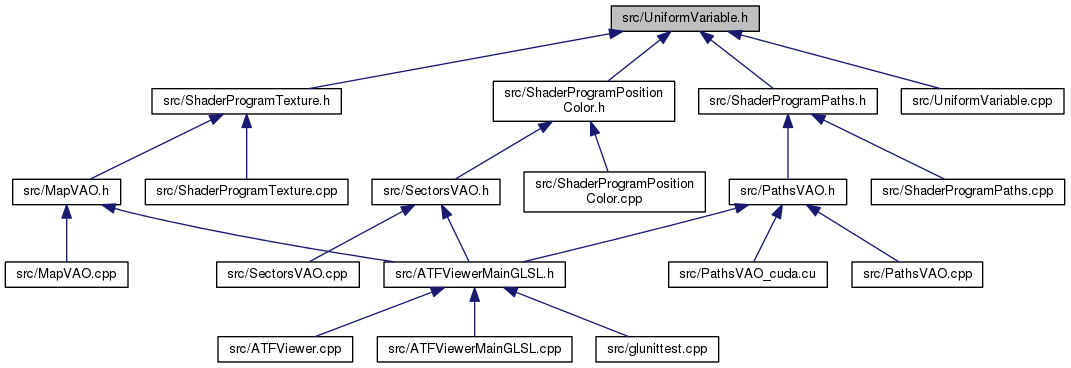 src/UniformVariable.h
src/ShaderProgramTexture.h
src/ShaderProgramPosition
Color.h
src/ShaderProgramPaths.h
src/UniformVariable.cpp
src/MapVAO.h
src/ShaderProgramTexture.cpp
src/SectorsVAO.h
src/ShaderProgramPosition
Color.cpp
src/PathsVAO.h
src/ShaderProgramPaths.cpp
src/MapVAO.cpp
src/SectorsVAO.cpp
src/ATFViewerMainGLSL.h
src/PathsVAO_cuda.cu
src/PathsVAO.cpp
src/ATFViewer.cpp
src/ATFViewerMainGLSL.cpp
src/glunittest.cpp